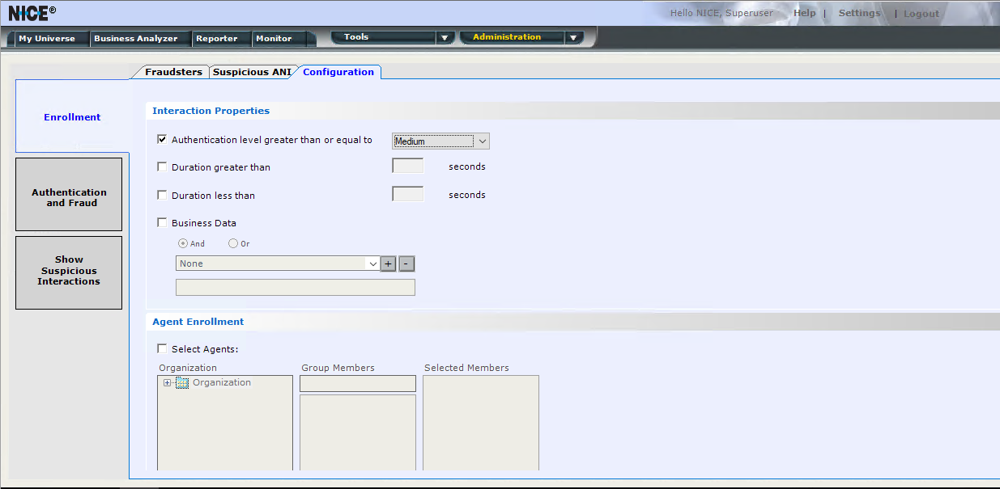 NICE®
Hello NICE, Superuser Help | Settings | Logout
My Universe Business Analyzer Reporter Monitor Tools Administration
Fraudsters Suspicious ANI Configuration
Enrollment
Authentication
and Fraud
Show
Suspicious
Interactions
Interaction Properties
Authentication level greater than or equal to Medium
Duration greater than seconds
Duration less than seconds
Business Data
And Or
None + -
Agent Enrollment
Select Agents:
Organization Group Members Selected Members
Organization